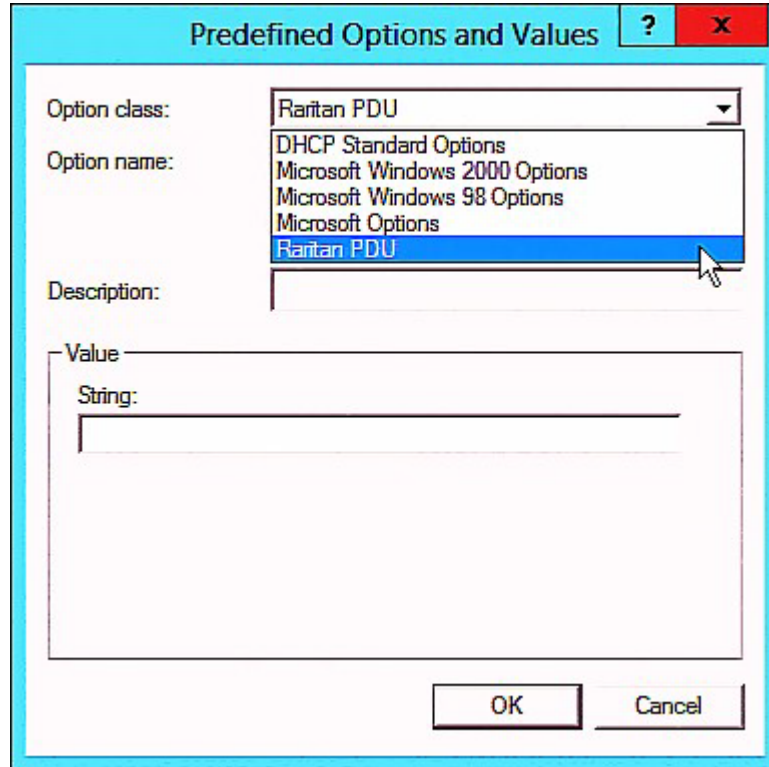 Predefined Options and Values ? x
Option class: Raritan PDU
DHCP Standard Options
Option name:
Microsoft Windows 2000 Options
Microsoft Windows 98 Options
Microsoft Options
Raritan PDU
Description:
Value
String:
OK Cancel